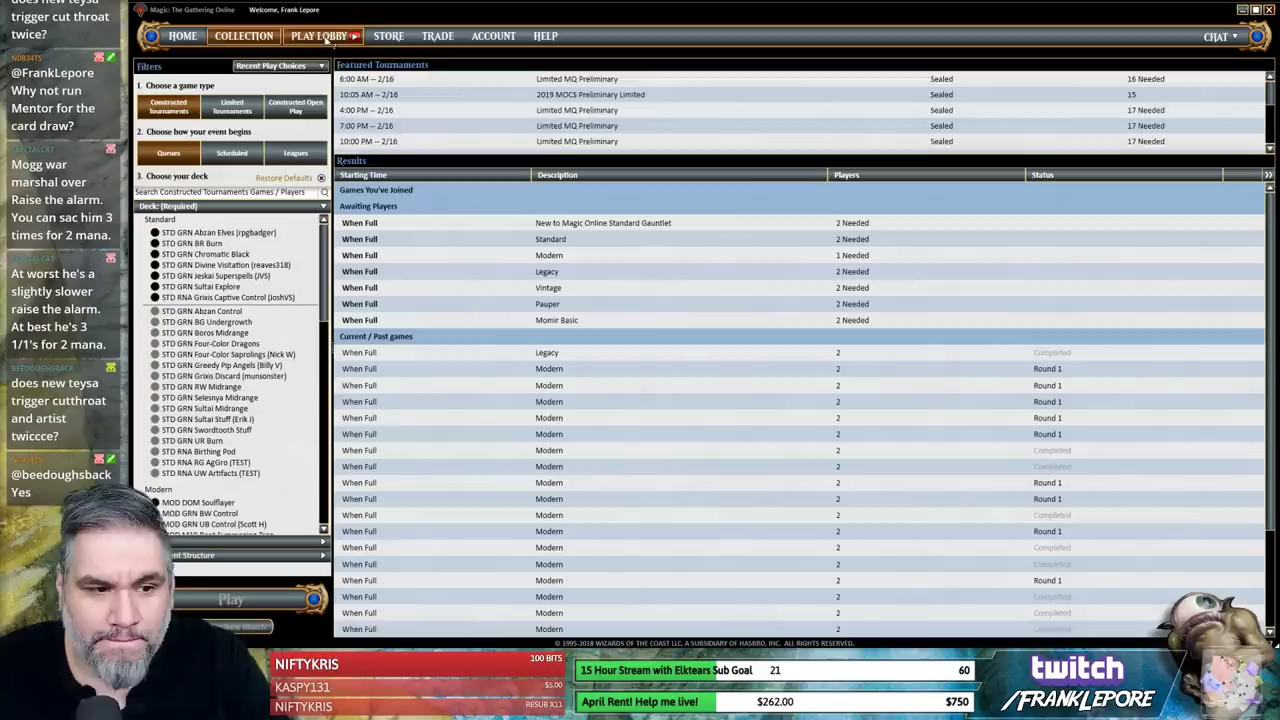 does new teysa
trigger cut throat
twice?
N0B34TS
@FrankLepore
Why not run
Mentor for the
card draw?
Mogg war
marshal over
Raise the alarm.
You can sac him 3
times for 2 mana.
At worst he's a
slightly slower
raise the alarm.
At best he's 3
1/1's for 2 mana.
BEEDOUGHSBACK
does new teysa
trigger cutthroat
and artist
twiccce?
@beedoughsback
Yes
Magic: The Gathering Online
Welcome, Frank Lepore
HOME
COLLECTION
PLAY LOBBY
STORE
TRADE
ACCOUNT
HELP
CHAT
Filters
Recent Play Choices
1. Choose a game type
Constructed
Tournaments
Limited
Tournaments
Constructed Open
Play
2. Choose how your event begins
Queues
Scheduled
Leagues
3. Choose your deck
Restore Defaults
Search Constructed Tournaments Games / Players
Deck: (Required)
Standard
STD GRN Abzan Elves (rpgbadger)
STD GRN BR Burn
STD GRN Chromatic Black
STD GRN Divine Visitation (reaves318)
STD GRN Jeskai Superspells (JVS)
STD GRN Sultai Explore
STD RNA Grixis Captive Control (JoshVS)
STD GRN Abzan Control
STD GRN BG Undergrowth
STD GRN Boros Midrange
STD GRN Four-Color Dragons
STD GRN Four-Color Saprolings (Nick W)
STD GRN Greedy Pip Angels (Billy V)
STD GRN Grixis Discard (munsonster)
STD GRN RW Midrange
STD GRN Selesnya Midrange
STD GRN Sultai Midrange
STD GRN Sultai Stuff (Erik J)
STD GRN Swordtooth Stuff
STD GRN UR Burn
STD RNA Birthing Pod
STD RNA RG AgGro (TEST)
STD RNA UW Artifacts (TEST)
Modern
MOD DOM Soulflayer
MOD GRN BW Control
MOD GRN UB Control (Scott H)
Structure
Play
Featured Tournaments
6:00 AM -- 2/16 Limited MQ Preliminary Sealed 16 Needed
10:05 AM -- 2/16 2019 MOCS Preliminary Limited Sealed 15
4:00 PM -- 2/16 Limited MQ Preliminary Sealed 17 Needed
7:00 PM -- 2/16 Limited MQ Preliminary Sealed 17 Needed
10:00 PM -- 2/16 Limited MQ Preliminary Sealed 17 Needed
Results
Starting Time Description Players Status
Games You've Joined
Awaiting Players
When Full New to Magic Online Standard Gauntlet 2 Needed
When Full Standard 2 Needed
When Full Modern 1 Needed
When Full Legacy 2 Needed
When Full Vintage 2 Needed
When Full Pauper 2 Needed
When Full Momir Basic 2 Needed
Current / Past games
When Full Legacy 2 Completed
When Full Modern 2 Round 1
When Full Modern 2 Round 1
When Full Modern 2 Round 1
When Full Modern 2 Round 1
When Full Modern 2 Round 1
When Full Modern 2 Completed
When Full Modern 2 Completed
When Full Modern 2 Round 1
When Full Modern 2 Round 1
When Full Modern 2 Completed
When Full Modern 2 Round 1
When Full Modern 2 Completed
When Full Modern 2 Completed
When Full Modern 2 Round 1
When Full Modern 2 Completed
When Full Modern 2 Completed
When Full Modern 2
© 1995-2018 WIZARDS OF THE COAST LLC, A SUBSIDIARY OF HASBRO, INC. ALL RIGHTS RESERVED.
NIFTYKRIS 100 BITS
KASPY131 $5.00
NIFTYKRIS RESUB X11
15 Hour Stream with Elktears Sub Goal 21 60
April Rent! Help me live! $262.00 $750
twitch
/FRANKLEPORE